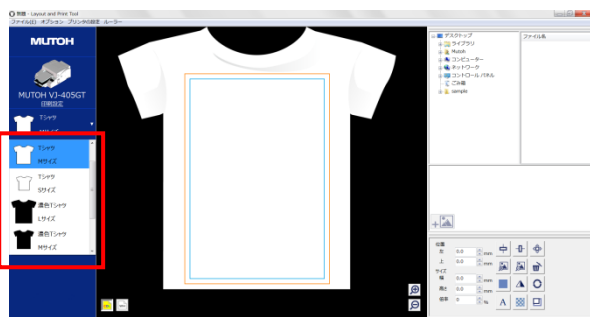 無題 - Layout and Print Tool
ファイル(E) オプション プリンタの設定 ルーラー
MUTOH
MUTOH VJ-405GT
印刷設定
Tシャツ
Tシャツ
Mサイズ
Tシャツ
Sサイズ
濃色Tシャツ
Lサイズ
濃色Tシャツ
Mサイズ
デスクトップ
ライブラリ
Mutoh
コンピューター
ネットワーク
コントロール パネル
ごみ箱
sample
ファイル名
位置
左 0.0 mm
上 0.0 mm
サイズ
幅 0.0 mm
高さ 0.0 mm
倍率 0 %
A